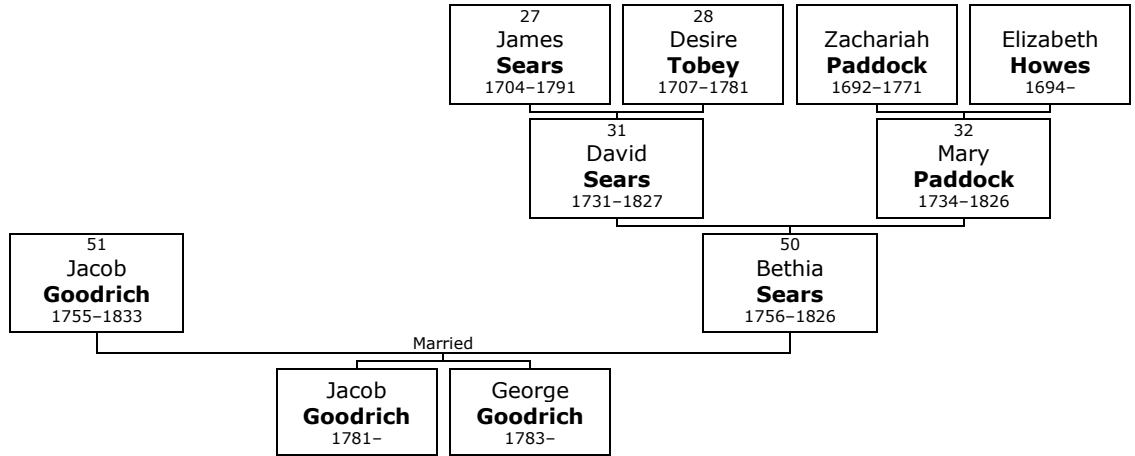 27
James
Sears
1704–1791
28
Desire
Tobey
1707–1781
Zachariah
Paddock
1692–1771
Elizabeth
Howes
1694–
31
David
Sears
1731–1827
32
Mary
Paddock
1734–1826
51
Jacob
Goodrich
1755–1833
50
Bethia
Sears
1756–1826
Married
Jacob
Goodrich
1781–
George
Goodrich
1783–